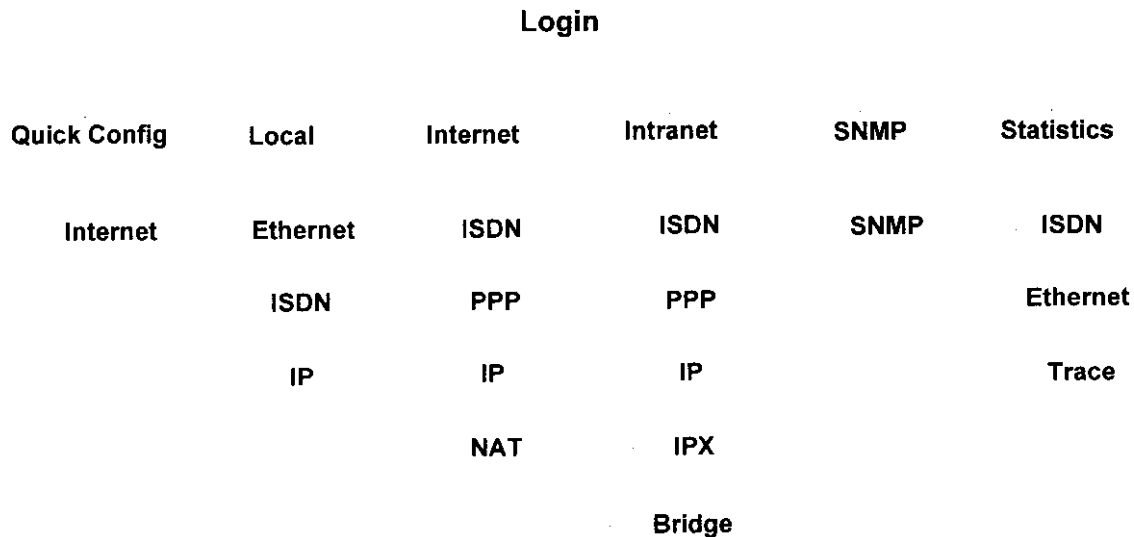 Login
Quick Config Local Internet Intranet SNMP Statistics
Internet Ethernet ISDN ISDN SNMP ISDN
ISDN PPP PPP Ethernet
IP IP IP Trace
NAT IPX
Bridge